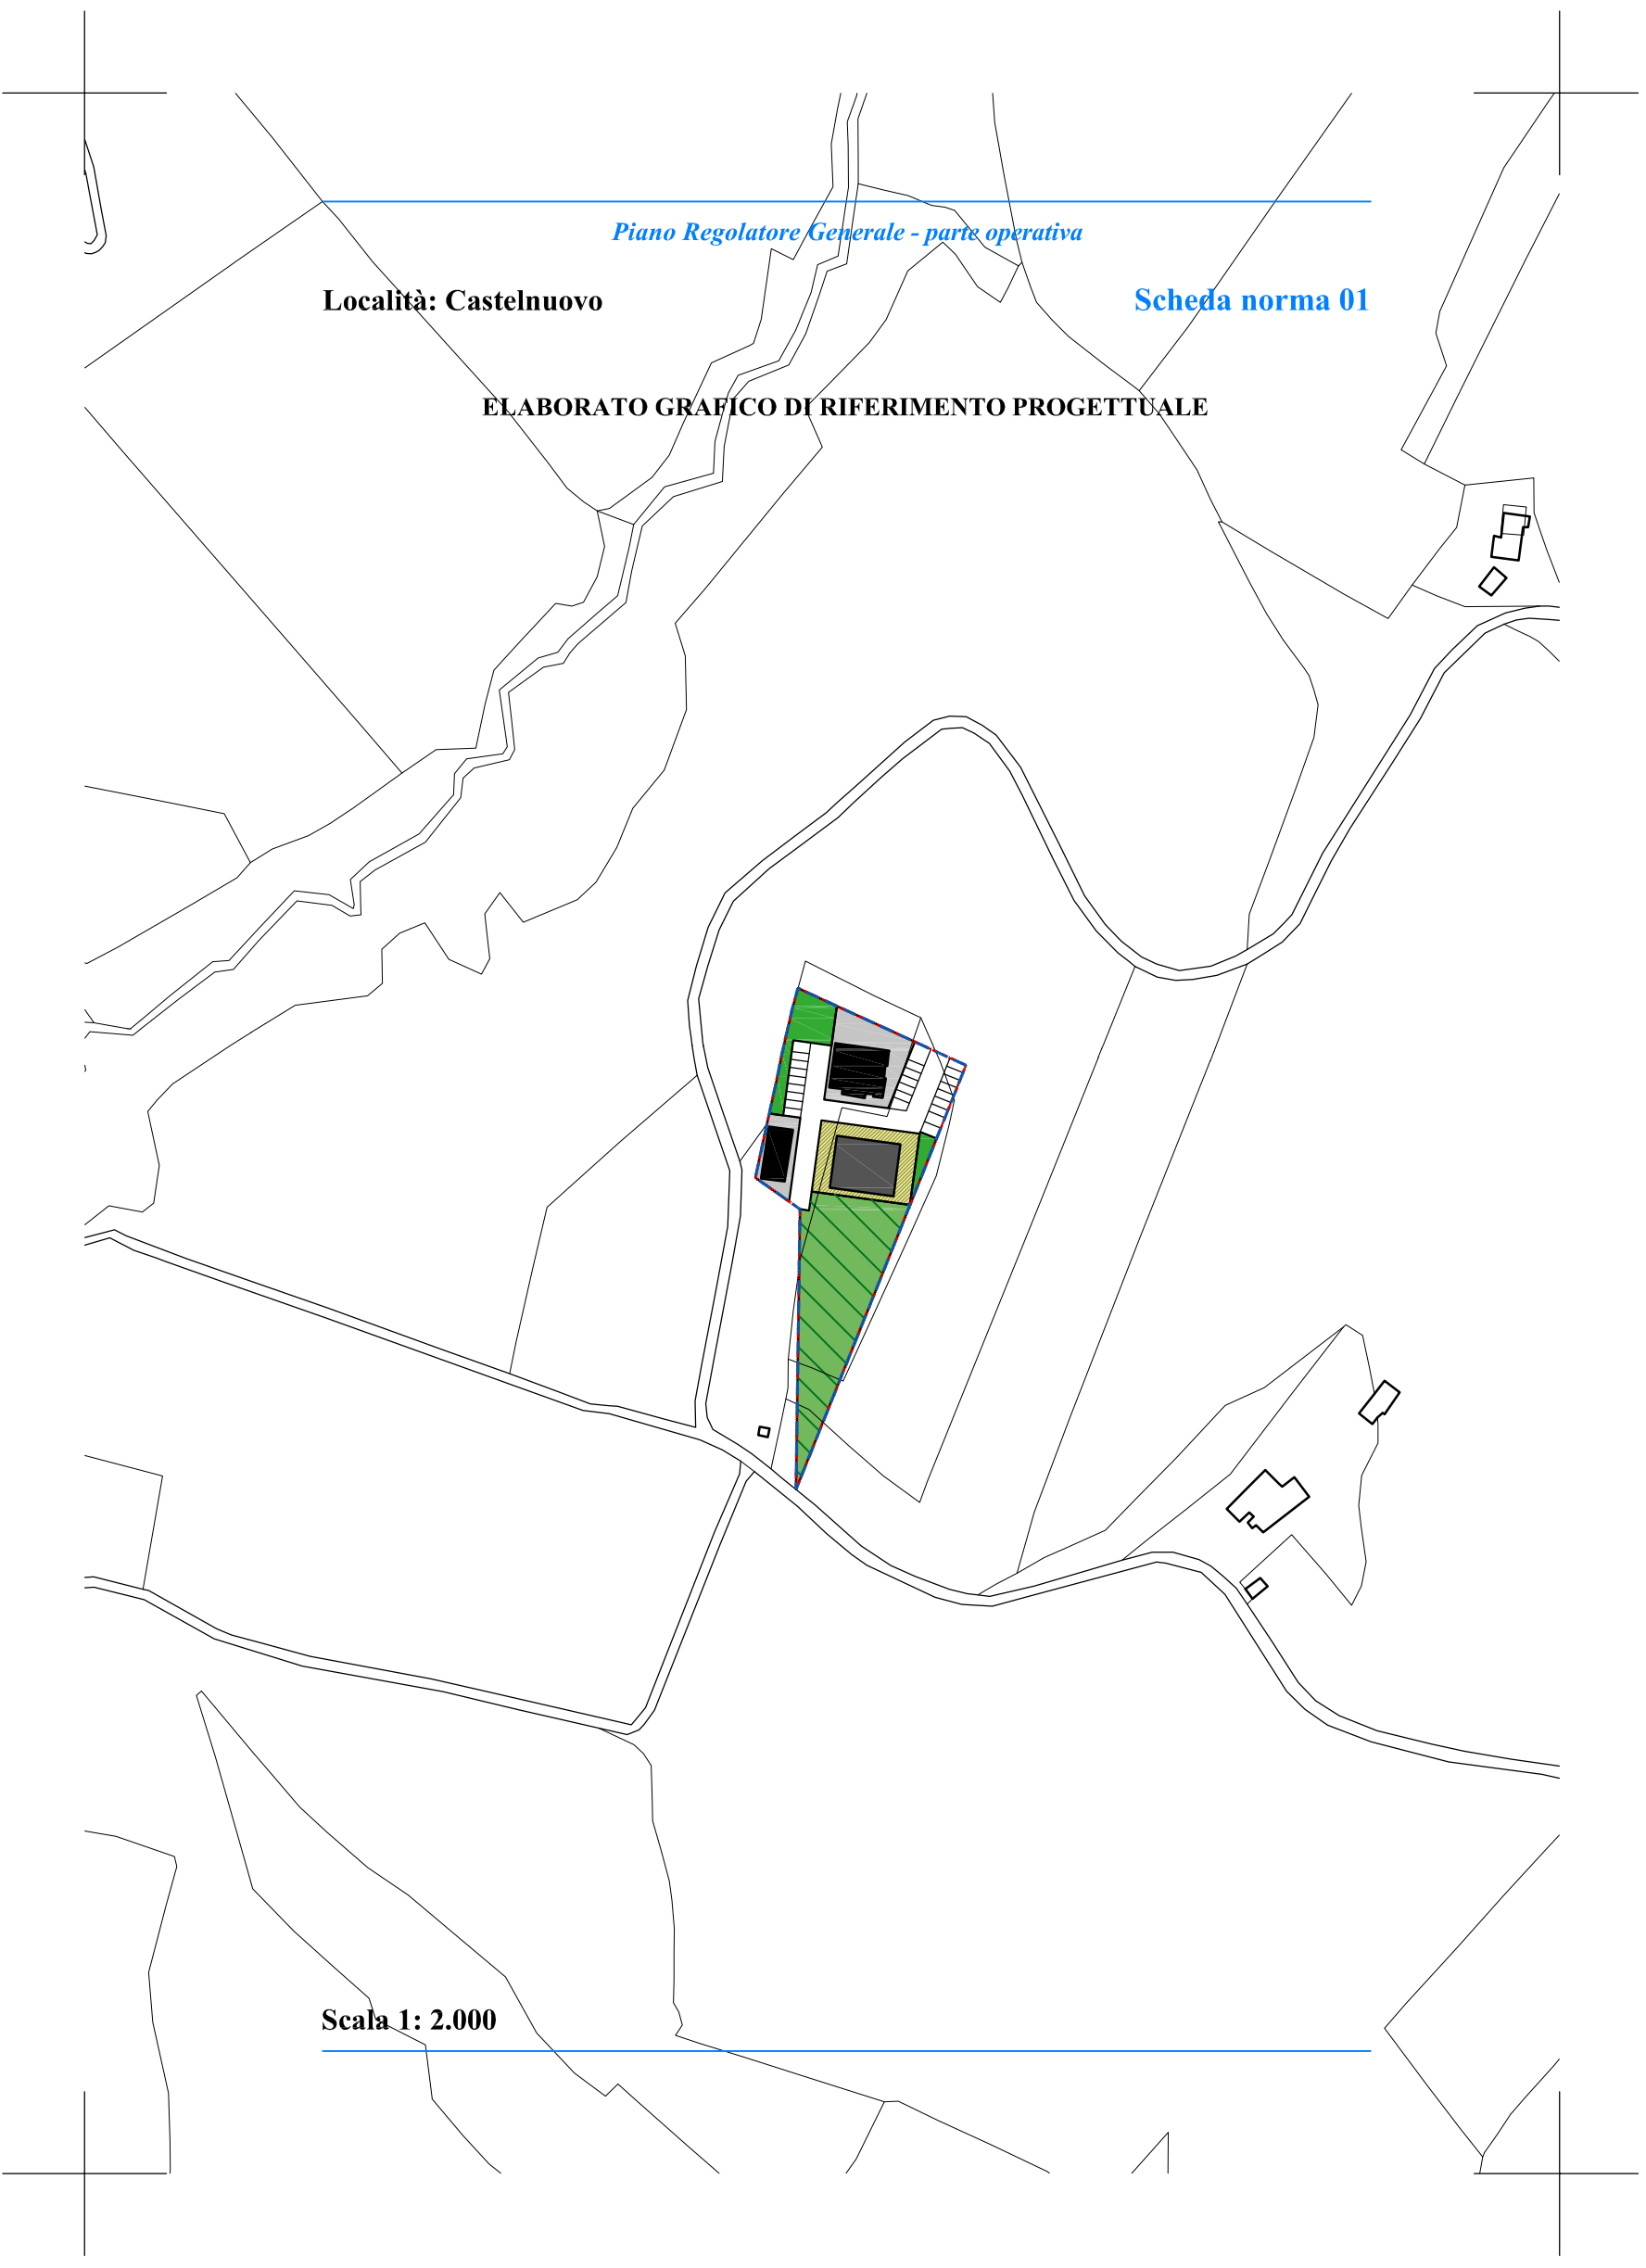 Piano Regolatore Generale - parte operativa
Località: Castelnuovo
Scheda norma 01
ELABORATO GRAFICO DI RIFERIMENTO PROGETTUALE
Scala 1: 2.000